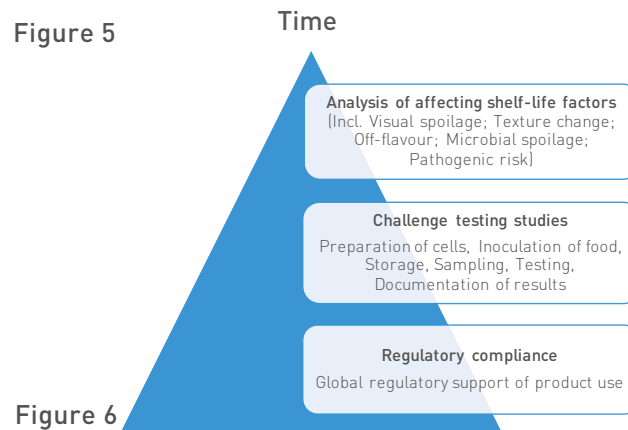 Figure 5
Time
Analysis of affecting shelf-life factors
(Incl. Visual spoilage; Texture change;
Off-flavour; Microbial spoilage;
Pathogenic risk)
Challenge testing studies
Preparation of cells, Inoculation of food,
Storage, Sampling, Testing,
Documentation of results
Regulatory compliance
Global regulatory support of product use
Figure 6